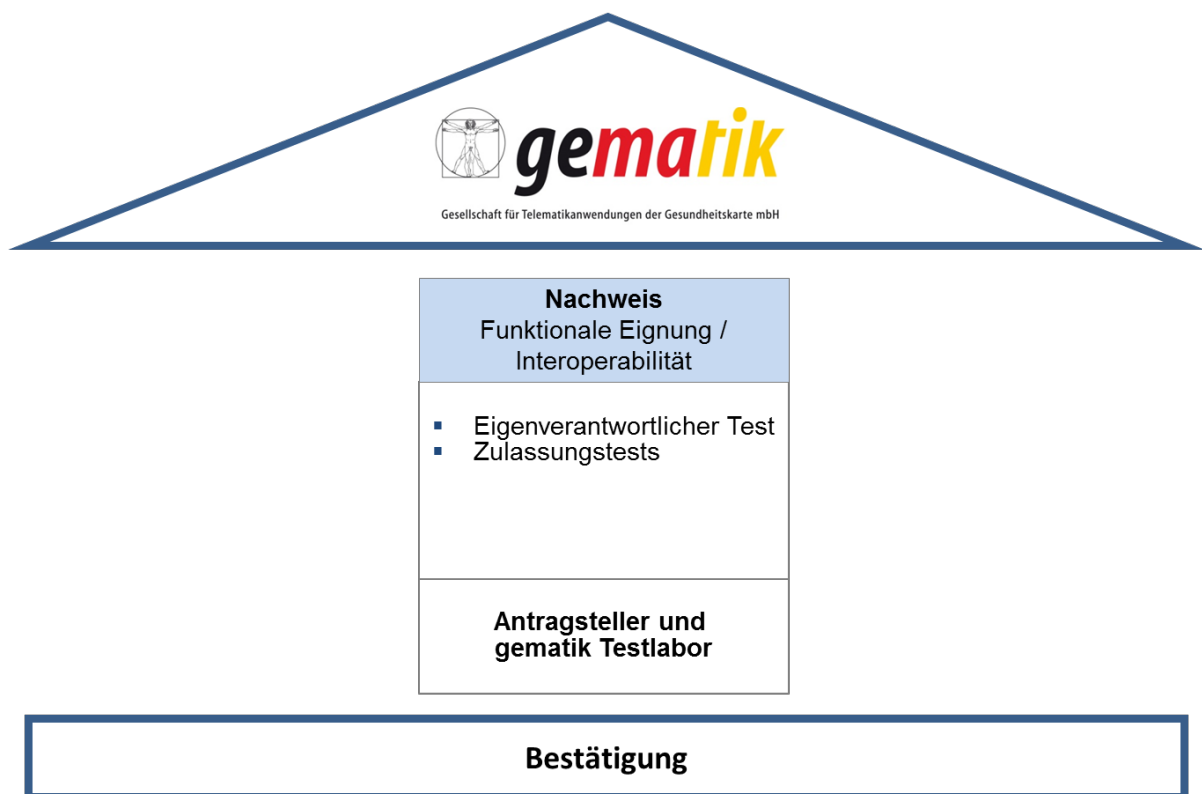 gematik
Gesellschaft für Telematikanwendungen der Gesundheitskarte mbH
Nachweis
Funktionale Eignung /
Interoperabilität
▪ Eigenverantwortlicher Test
▪ Zulassungstests
Antragsteller und
gematik Testlabor
Bestätigung